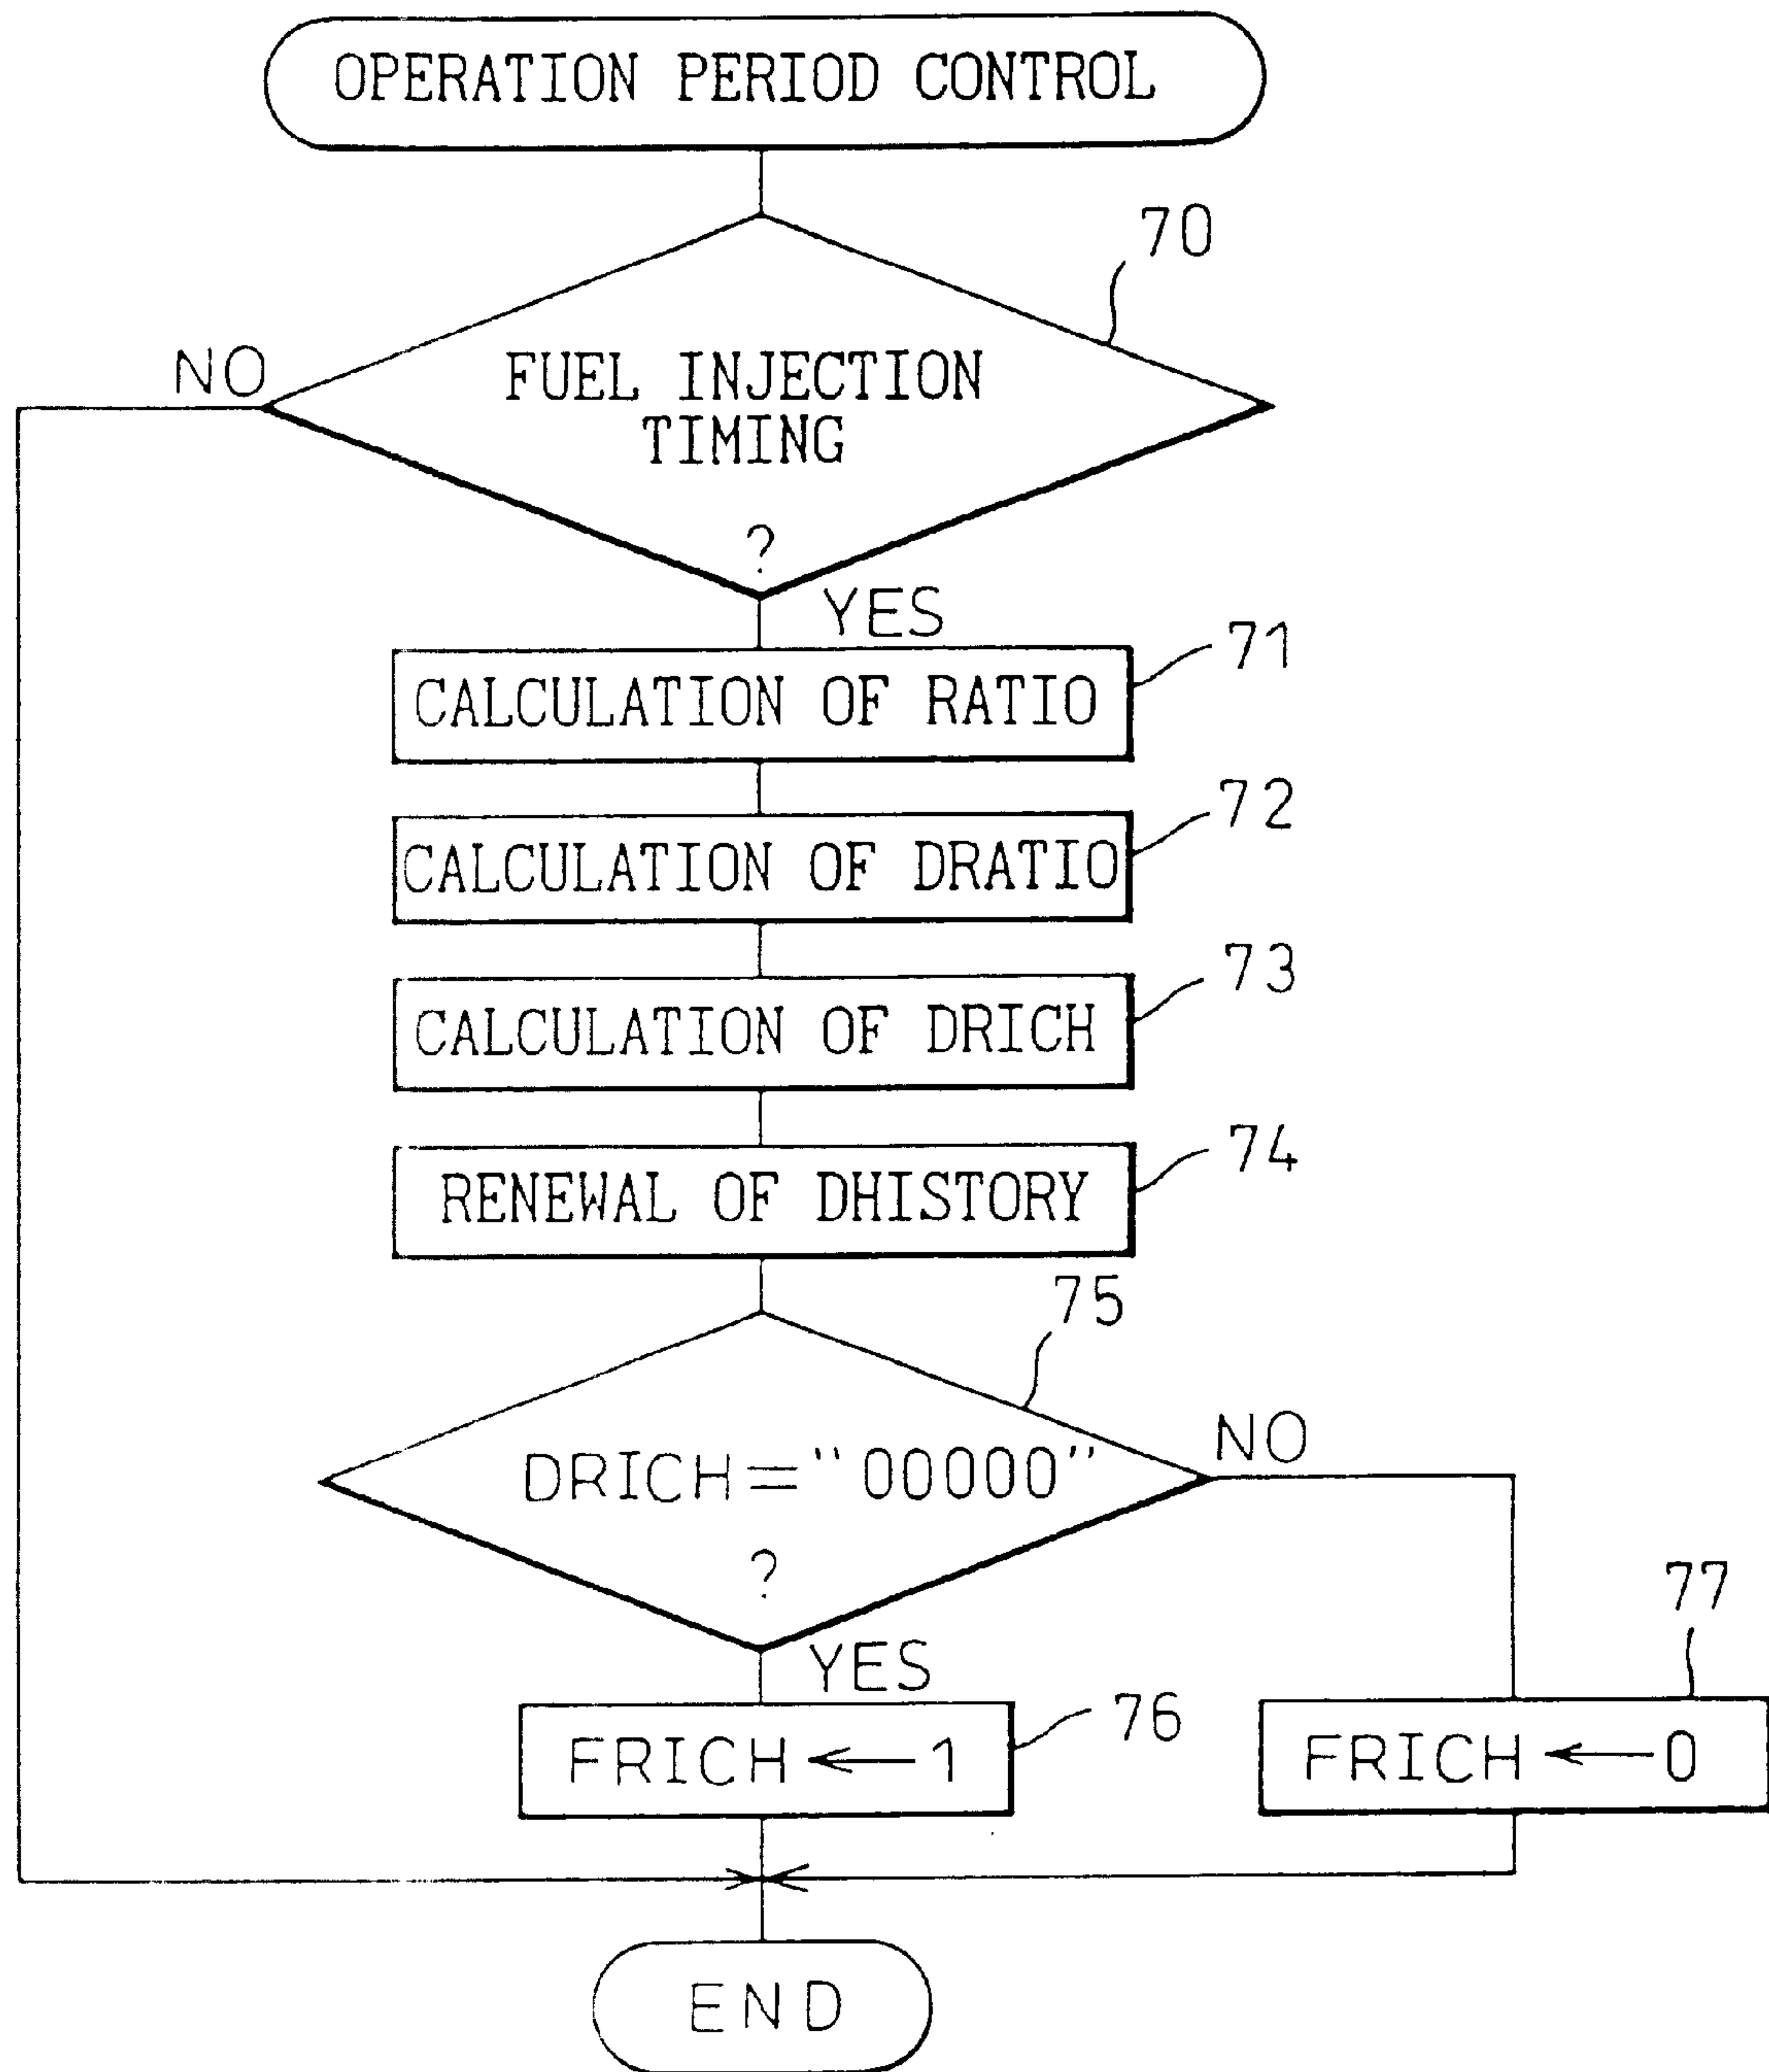 OPERATION PERIOD CONTROL
70
NO
FUEL INJECTION
TIMING
?
YES
71
CALCULATION OF RATIO
72
CALCULATION OF DRATIO
73
CALCULATION OF DRICH
74
RENEWAL OF DHISTORY
75
NO
DRICH="00000"
?
77
YES
76
FRICH←1
FRICH←0
END